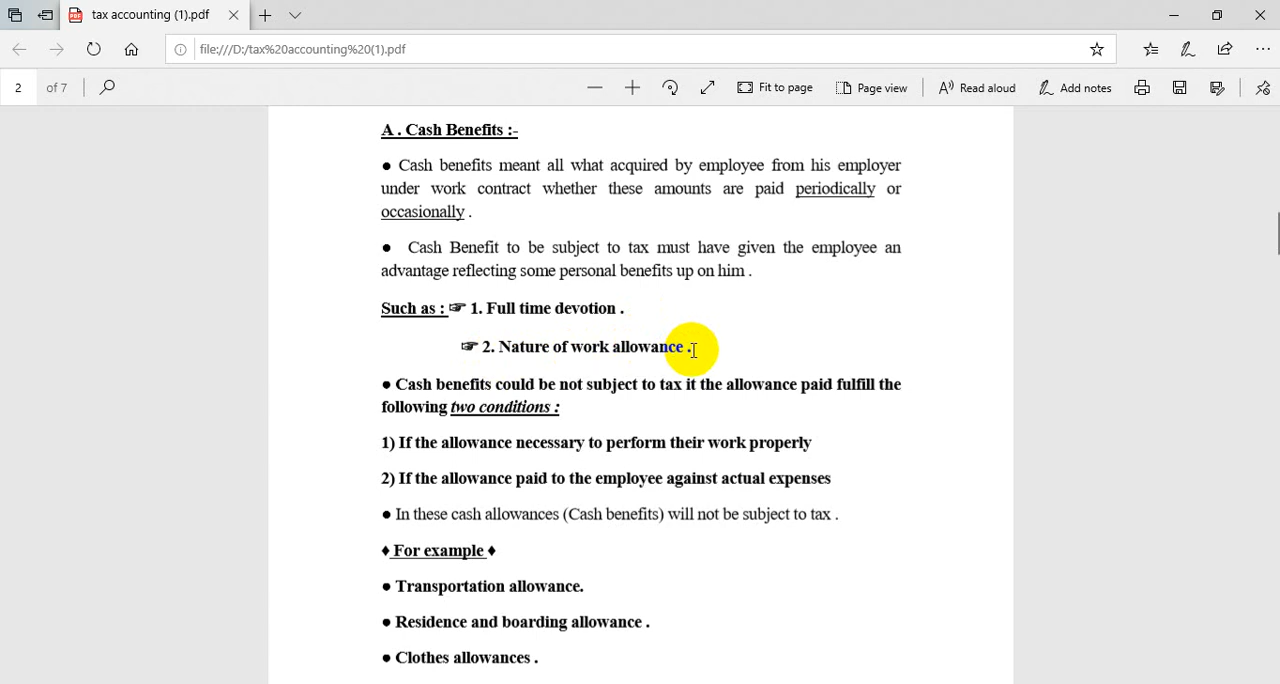 tax accounting (1).pdf
file:///D:/tax%20accounting%20(1).pdf
2 of 7 Fit to page Page view Read aloud Add notes
A . Cash Benefits :-
● Cash benefits meant all what acquired by employee from his employer
under work contract whether these amounts are paid periodically or
occasionally .
● Cash Benefit to be subject to tax must have given the employee an
advantage reflecting some personal benefits up on him .
Such as : ☞ 1. Full time devotion .
☞ 2. Nature of work allowance .
● Cash benefits could be not subject to tax it the allowance paid fulfill the
following two conditions :
1) If the allowance necessary to perform their work properly
2) If the allowance paid to the employee against actual expenses
● In these cash allowances (Cash benefits) will not be subject to tax .
♦ For example ♦
● Transportation allowance.
● Residence and boarding allowance .
● Clothes allowances .